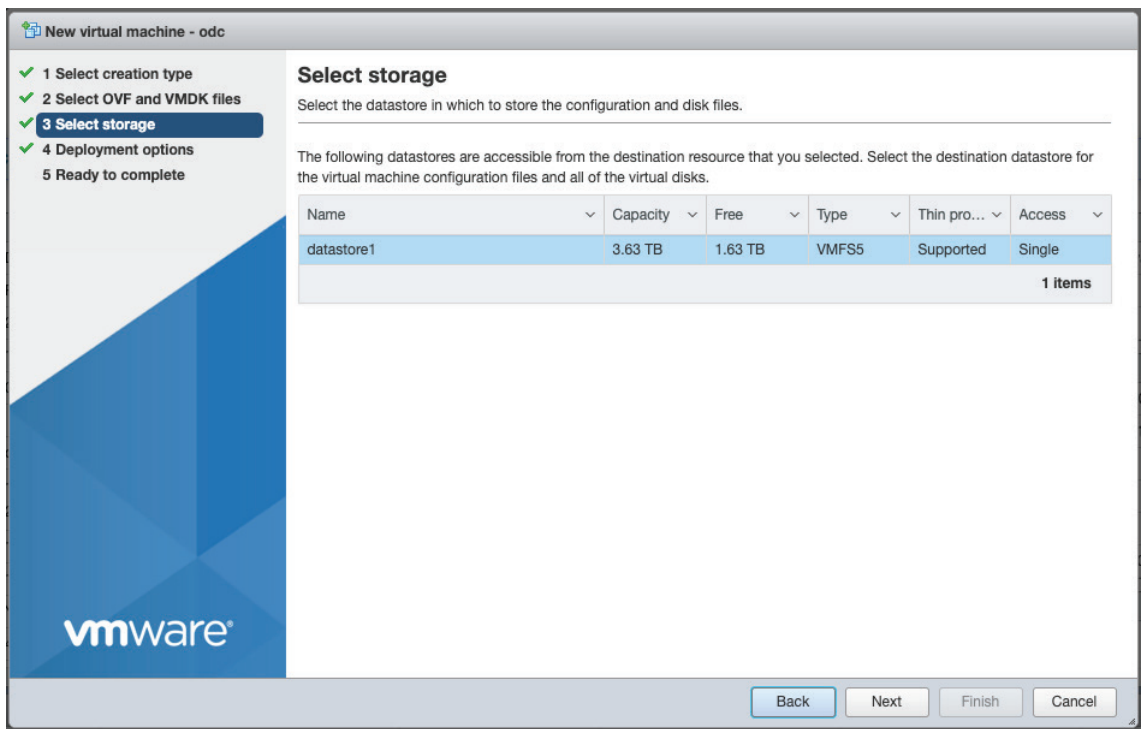 New virtual machine - odc
1 Select creation type
2 Select OVF and VMDK files
3 Select storage
4 Deployment options
5 Ready to complete
Select storage
Select the datastore in which to store the configuration and disk files.
The following datastores are accessible from the destination resource that you selected. Select the destination datastore for
the virtual machine configuration files and all of the virtual disks.
Name Capacity Free Type Thin pro... Access
datastore1 3.63 TB 1.63 TB VMFS5 Supported Single
1 items
vmware®
Back Next Finish Cancel